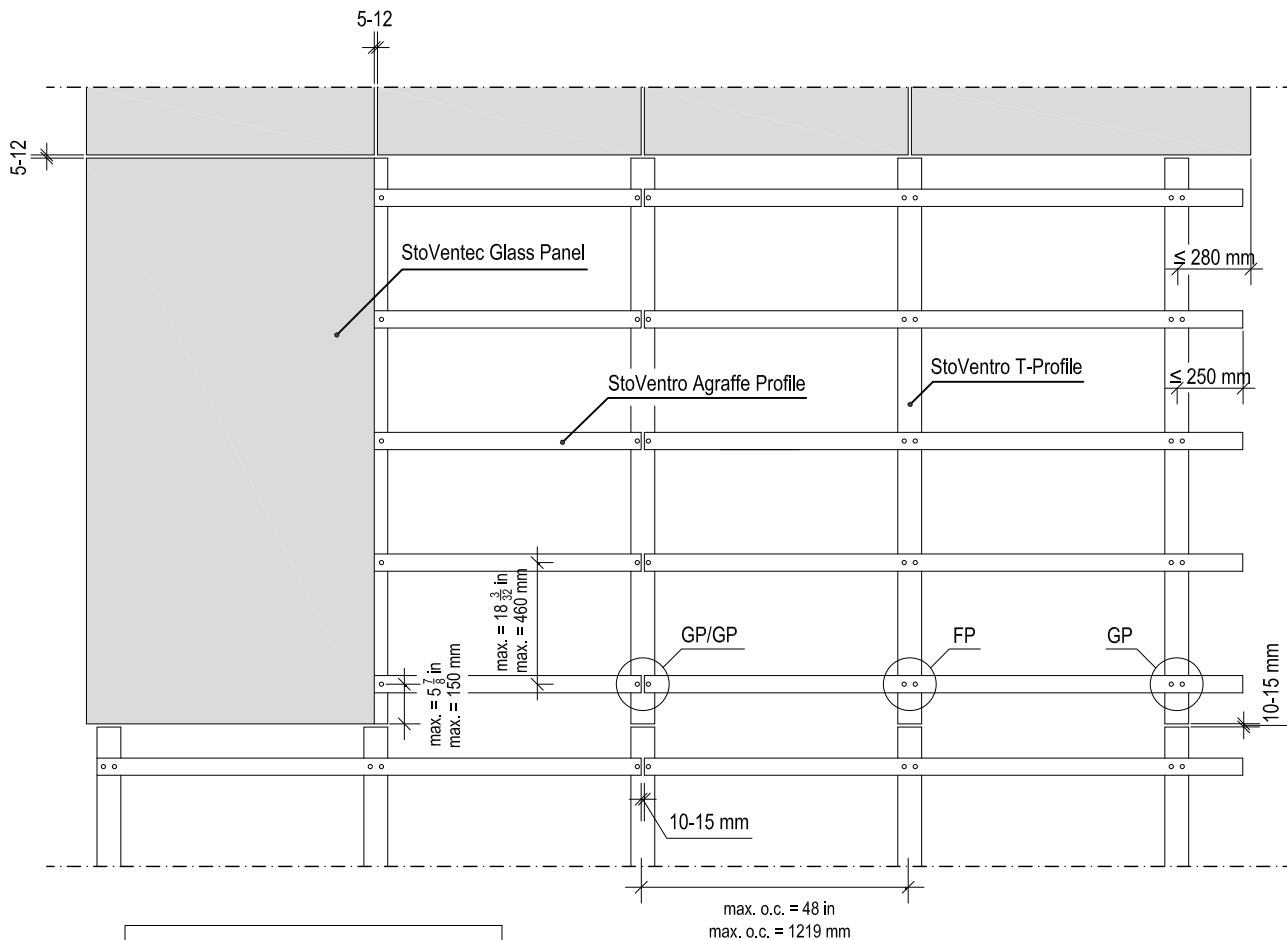 5-12
5-12
StoVentec Glass Panel
≤ 280 mm
StoVentro Agraffe Profile
StoVentro T-Profile
≤ 250 mm
max. = 18 3/32 in
max. = 460 mm
GP/GP
FP
GP
max. = 5 7/8 in
max. = 150 mm
10-15 mm
10-15 mm
max. o.c. = 48 in
max. o.c. = 1219 mm